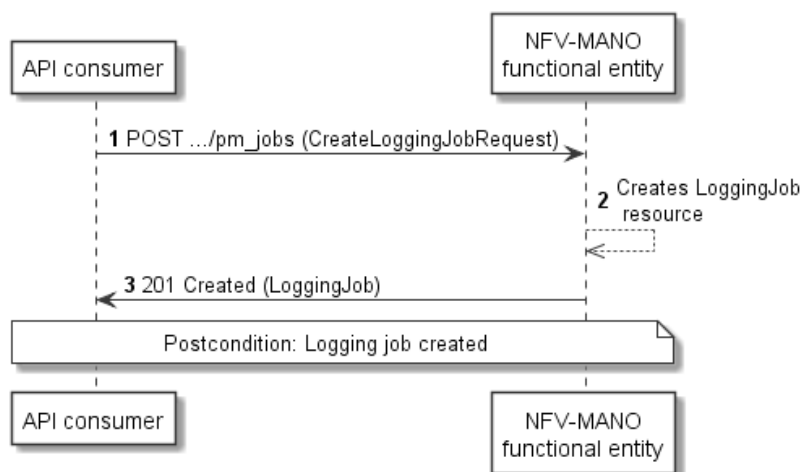 API consumer
NFV-MANO
functional entity
1 POST .../pm_jobs (CreateLoggingJobRequest)
2 Creates LoggingJob
resource
3 201 Created (LoggingJob)
Postcondition: Logging job created
API consumer
NFV-MANO
functional entity